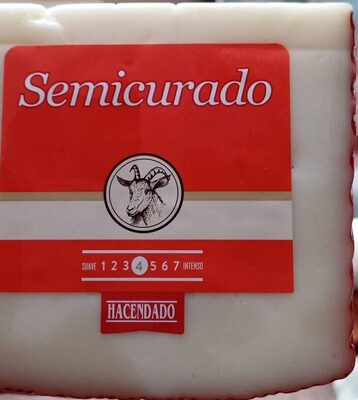 Semicurado
SUAVE 1 2 3 4 5 6 7 INTENSO
HACENDADO